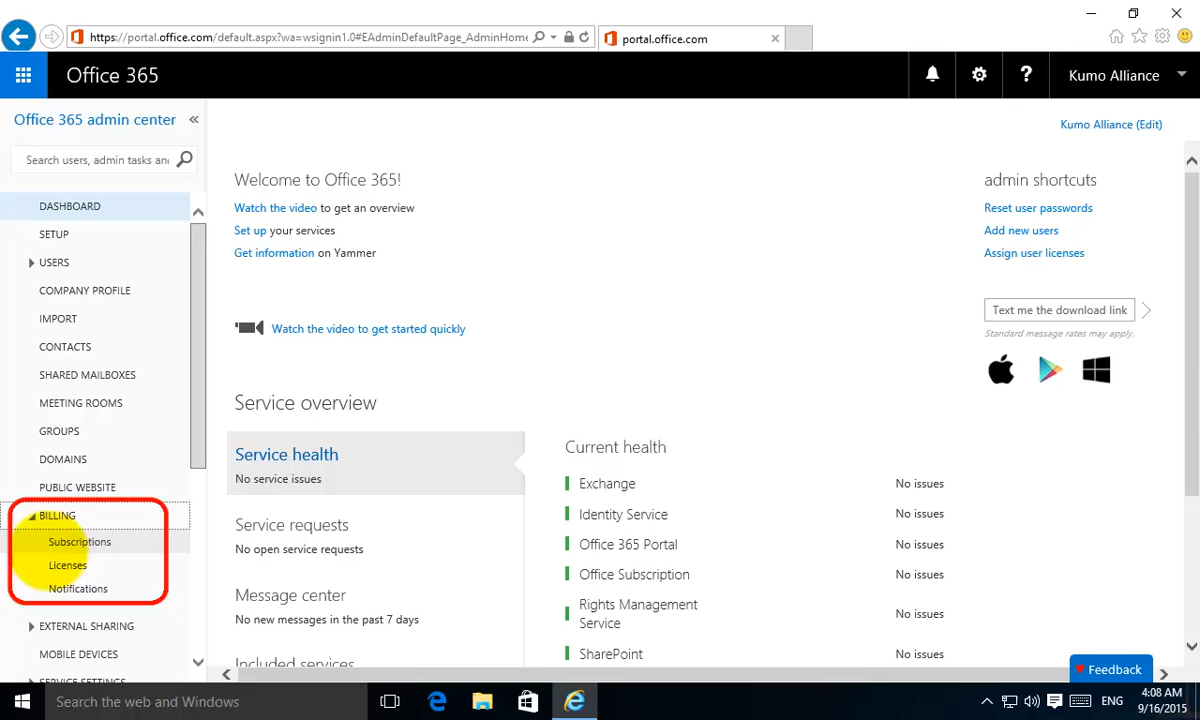 https://portal.office.com/default.aspx?wa=wsignin1.0#EAdminDefaultPage_AdminHome
portal.office.com
Office 365
?
Kumo Alliance
Office 365 admin center «
Search users, admin tasks and
DASHBOARD
SETUP
USERS
COMPANY PROFILE
IMPORT
CONTACTS
SHARED MAILBOXES
MEETING ROOMS
GROUPS
DOMAINS
PUBLIC WEBSITE
BILLING
Subscriptions
Licenses
Notifications
EXTERNAL SHARING
MOBILE DEVICES
SERVICE SETTINGS
Kumo Alliance (Edit)
Welcome to Office 365!
Watch the video to get an overview
Set up your services
Get information on Yammer
Watch the video to get started quickly
admin shortcuts
Reset user passwords
Add new users
Assign user licenses
Text me the download link
Standard message rates may apply.
Service overview
Service health
No service issues
Service requests
No open service requests
Message center
No new messages in the past 7 days
Included services
Current health
Exchange No issues
Identity Service No issues
Office 365 Portal No issues
Office Subscription No issues
Rights Management
Service No issues
SharePoint No issues
Feedback
Search the web and Windows
ENG
4:08 AM
9/16/2015